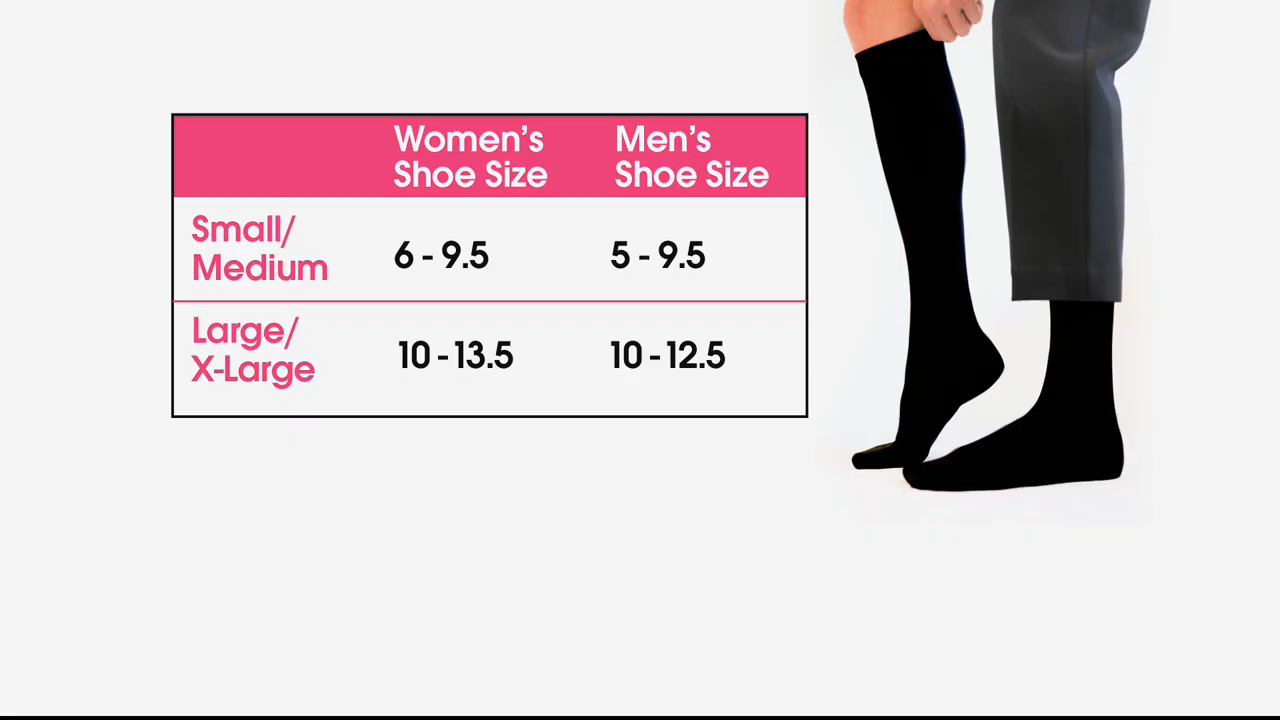 Women's Men's
Shoe Size Shoe Size
Small/
Medium 6 - 9.5 5 - 9.5
Large/
X-Large 10 - 13.5 10 - 12.5